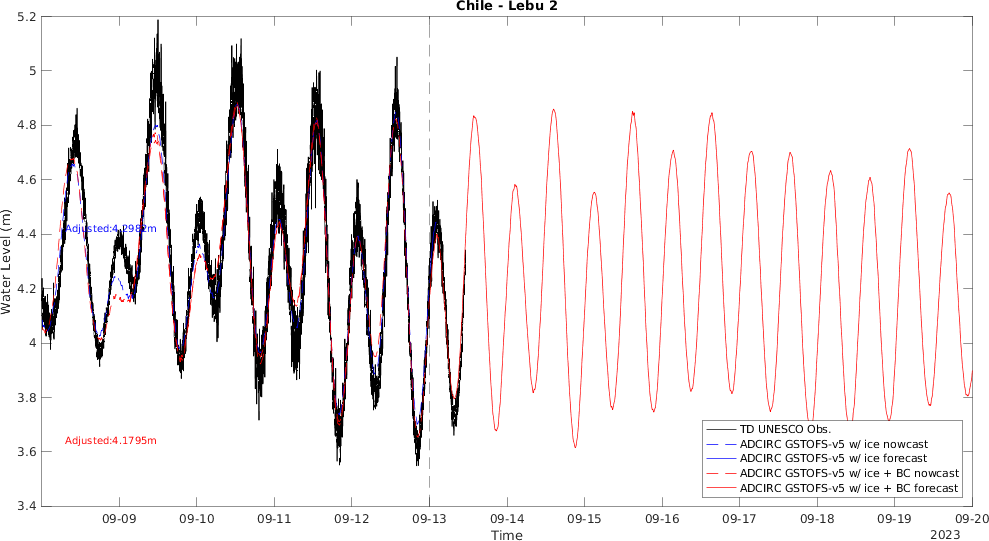 Chile - Lebu 2
5.2
5
4.8
4.6
4.4
4.2
4
3.8
3.6
3.4
Water Level (m)
Adjusted:4.2982m
Adjusted:4.1795m
TD UNESCO Obs.
ADCIRC GSTOFS-v5 w/ ice nowcast
ADCIRC GSTOFS-v5 w/ ice forecast
ADCIRC GSTOFS-v5 w/ ice + BC nowcast
ADCIRC GSTOFS-v5 w/ ice + BC forecast
09-09 09-10 09-11 09-12 09-13 09-14 09-15 09-16 09-17 09-18 09-19 09-20
Time
2023